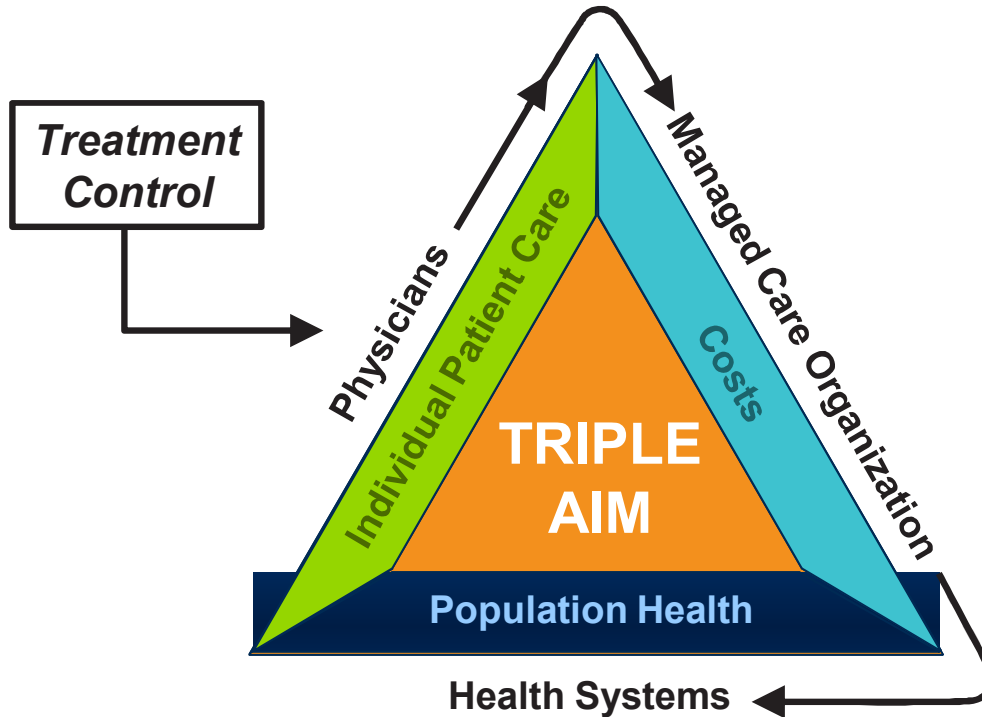 Treatment
Control
Physicians
Individual Patient Care
Managed Care Organization
Costs
TRIPLE
AIM
Population Health
Health Systems